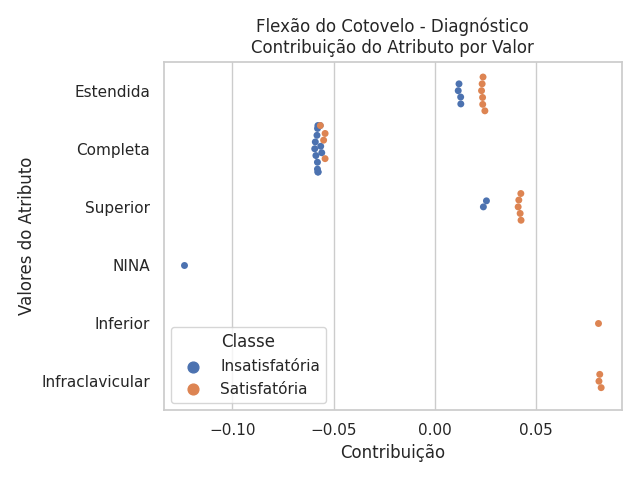 Flexão do Cotovelo - Diagnóstico
Contribuição do Atributo por Valor
Valores do Atributo
Estendida
Completa
Superior
NINA
Inferior
Infraclavicular
Classe
Insatisfatória
Satisfatória
−0.10
−0.05
0.00
0.05
Contribuição